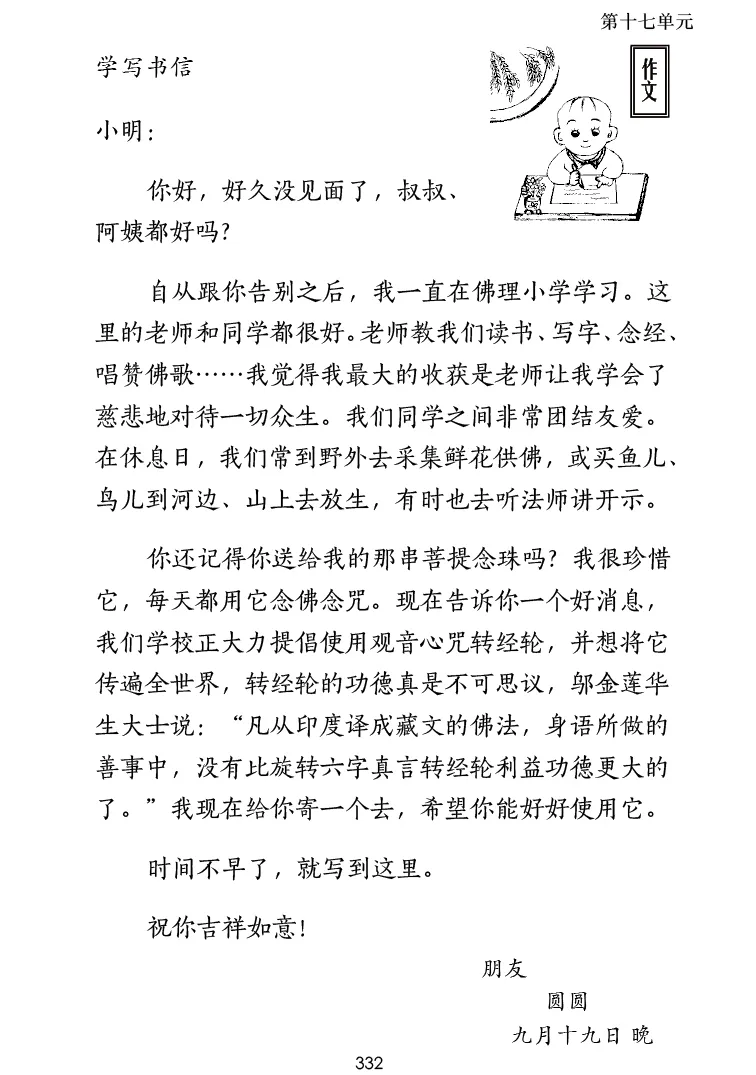 第十七单元
作文
学写书信
小明：
你好，好久没见面了，叔叔、
阿姨都好吗？
自从跟你告别之后，我一直在佛理小学学习。这
里的老师和同学都很好。老师教我们读书、写字、念经、
唱赞佛歌……我觉得我最大的收获是老师让我学会了
慈悲地对待一切众生。我们同学之间非常团结友爱。
在休息日，我们常到野外去采集鲜花供佛，或买鱼儿、
鸟儿到河边、山上去放生，有时也去听法师讲开示。
你还记得你送给我的那串菩提念珠吗？我很珍惜
它，每天都用它念佛念咒。现在告诉你一个好消息，
我们学校正大力提倡使用观音心咒转经轮，并想将它
传遍全世界，转经轮的功德真是不可思议，邬金莲华
生大士说：“凡从印度译成藏文的佛法，身语所做的
善事中，没有比旋转六字真言转经轮利益功德更大的
了。”我现在给你寄一个去，希望你能好好使用它。
时间不早了，就写到这里。
祝你吉祥如意！
朋友
圆圆
九月十九日 晚
332